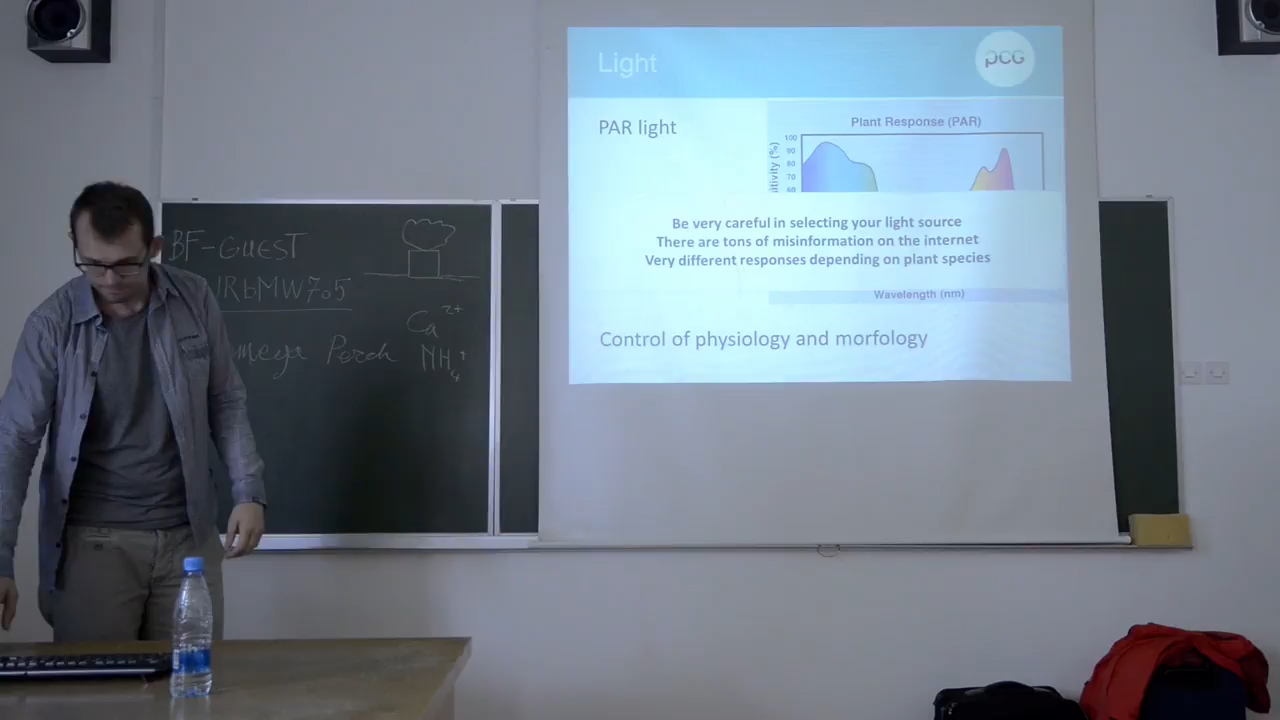 Light
pcg
PAR light
Plant Response (PAR)
100
90
80
70
60
Be very careful in selecting your light source
There are tons of misinformation on the internet
Very different responses depending on plant species
Wavelength (nm)
Control of physiology and morfology
BF-GUEST
Ca2+
NH4+